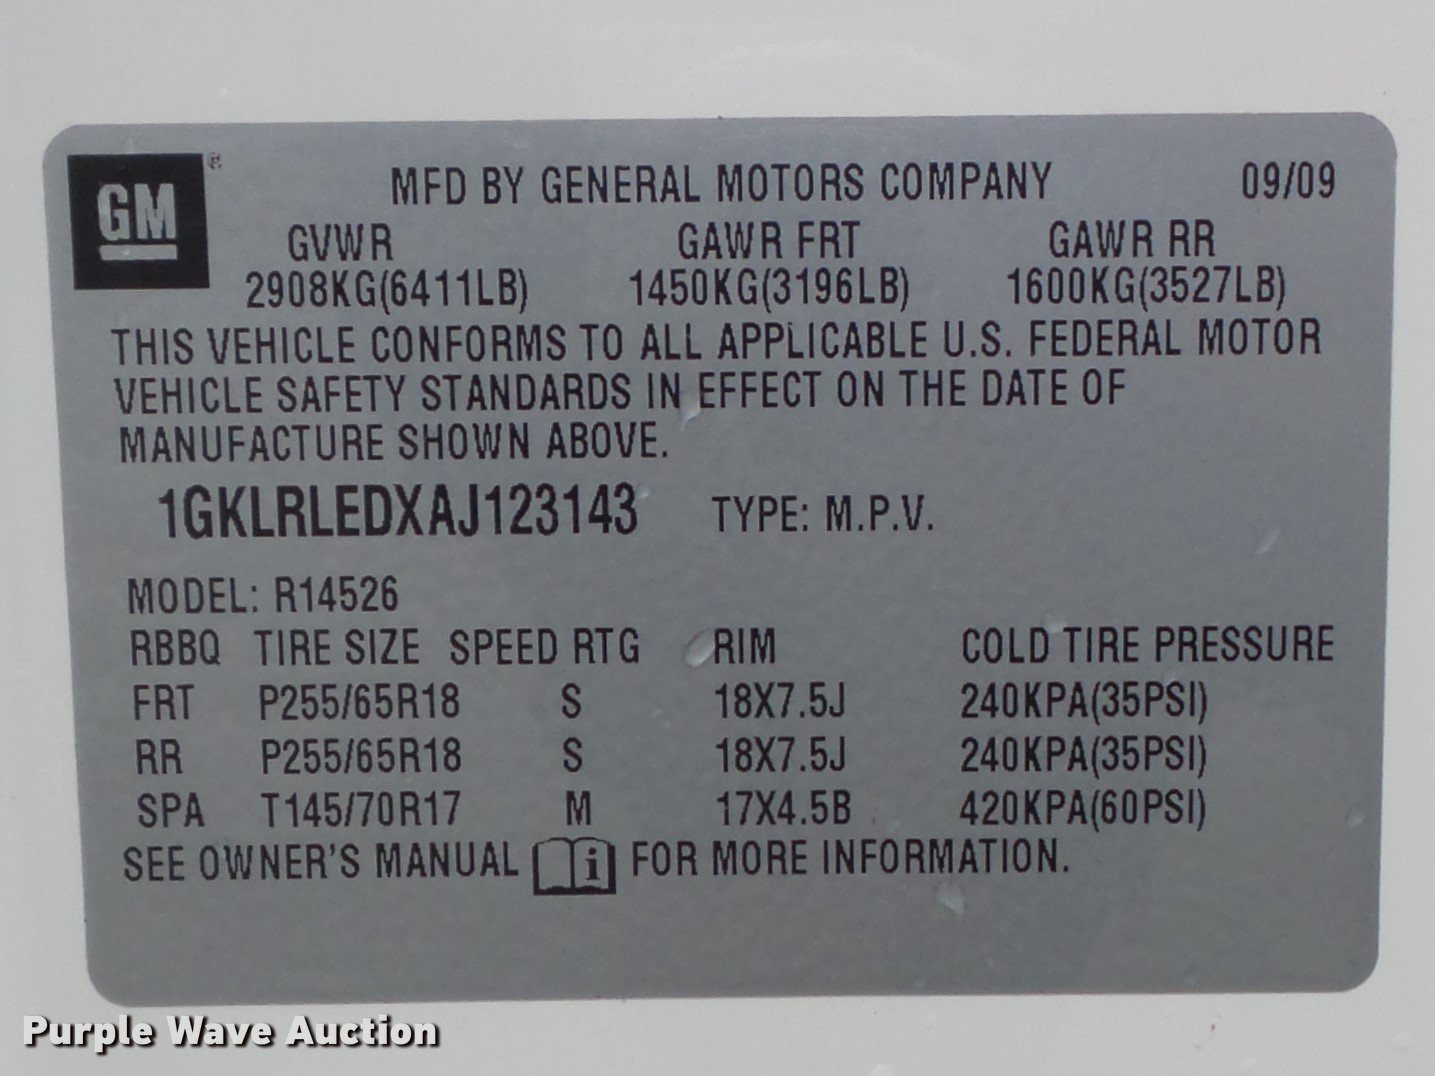 GM ®
MFD BY GENERAL MOTORS COMPANY 09/09
GVWR GAWR FRT GAWR RR
2908KG(6411LB) 1450KG(3196LB) 1600KG(3527LB)
THIS VEHICLE CONFORMS TO ALL APPLICABLE U.S. FEDERAL MOTOR
VEHICLE SAFETY STANDARDS IN EFFECT ON THE DATE OF
MANUFACTURE SHOWN ABOVE.
1GKLRLEDXAJ123143 TYPE: M.P.V.
MODEL: R14526
RBBQ TIRE SIZE SPEED RTG RIM COLD TIRE PRESSURE
FRT P255/65R18 S 18X7.5J 240KPA(35PSI)
RR P255/65R18 S 18X7.5J 240KPA(35PSI)
SPA T145/70R17 M 17X4.5B 420KPA(60PSI)
SEE OWNER'S MANUAL i FOR MORE INFORMATION.
Purple Wave Auction